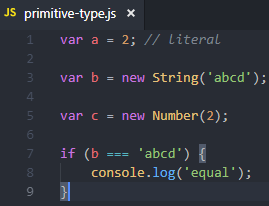 JS primitive-type.js ×
1 var a = 2; // literal
2
3 var b = new String('abcd');
4
5 var c = new Number(2);
6
7 if (b === 'abcd') {
8     console.log('equal');
9 }